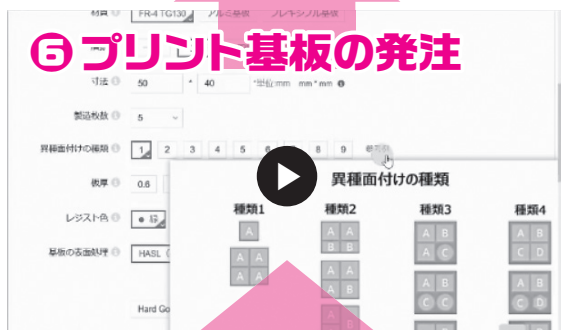 材質 FR-4 TG130 アルミ基板 フレキシブル基板
❻プリント基板の発注
寸法 50 * 40 *単位:mm mm*mm
製造枚数 5
異種面付けの種類 1 2 3 4 5 6 8 9
板厚 0.6
異種面付けの種類
レジスト色 緑
種類1 種類2 種類3 種類4
基板の表面処理 HASL
A
A A
A A
A A
B B
A A
A B
A B
A C
A B
C C
A B
C D
A B
C D
Hard Go